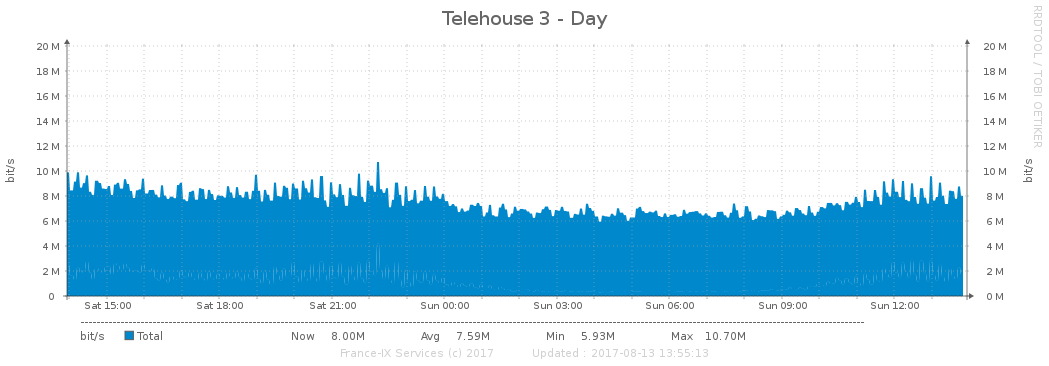 Telehouse 3 - Day
RRDTOOL / TOBI OETIKER
bit/s
20 M
18 M
16 M
14 M
12 M
10 M
8 M
6 M
4 M
2 M
0
20 M
18 M
16 M
14 M
12 M
10 M
8 M
6 M
4 M
2 M
0 M
bit/s
Sat 15:00 Sat 18:00 Sat 21:00 Sun 00:00 Sun 03:00 Sun 06:00 Sun 09:00 Sun 12:00
bit/s Total Now 8.00M Avg 7.59M Min 5.93M Max 10.70M
France-IX Services (c) 2017 Updated : 2017-08-13 13:55:13